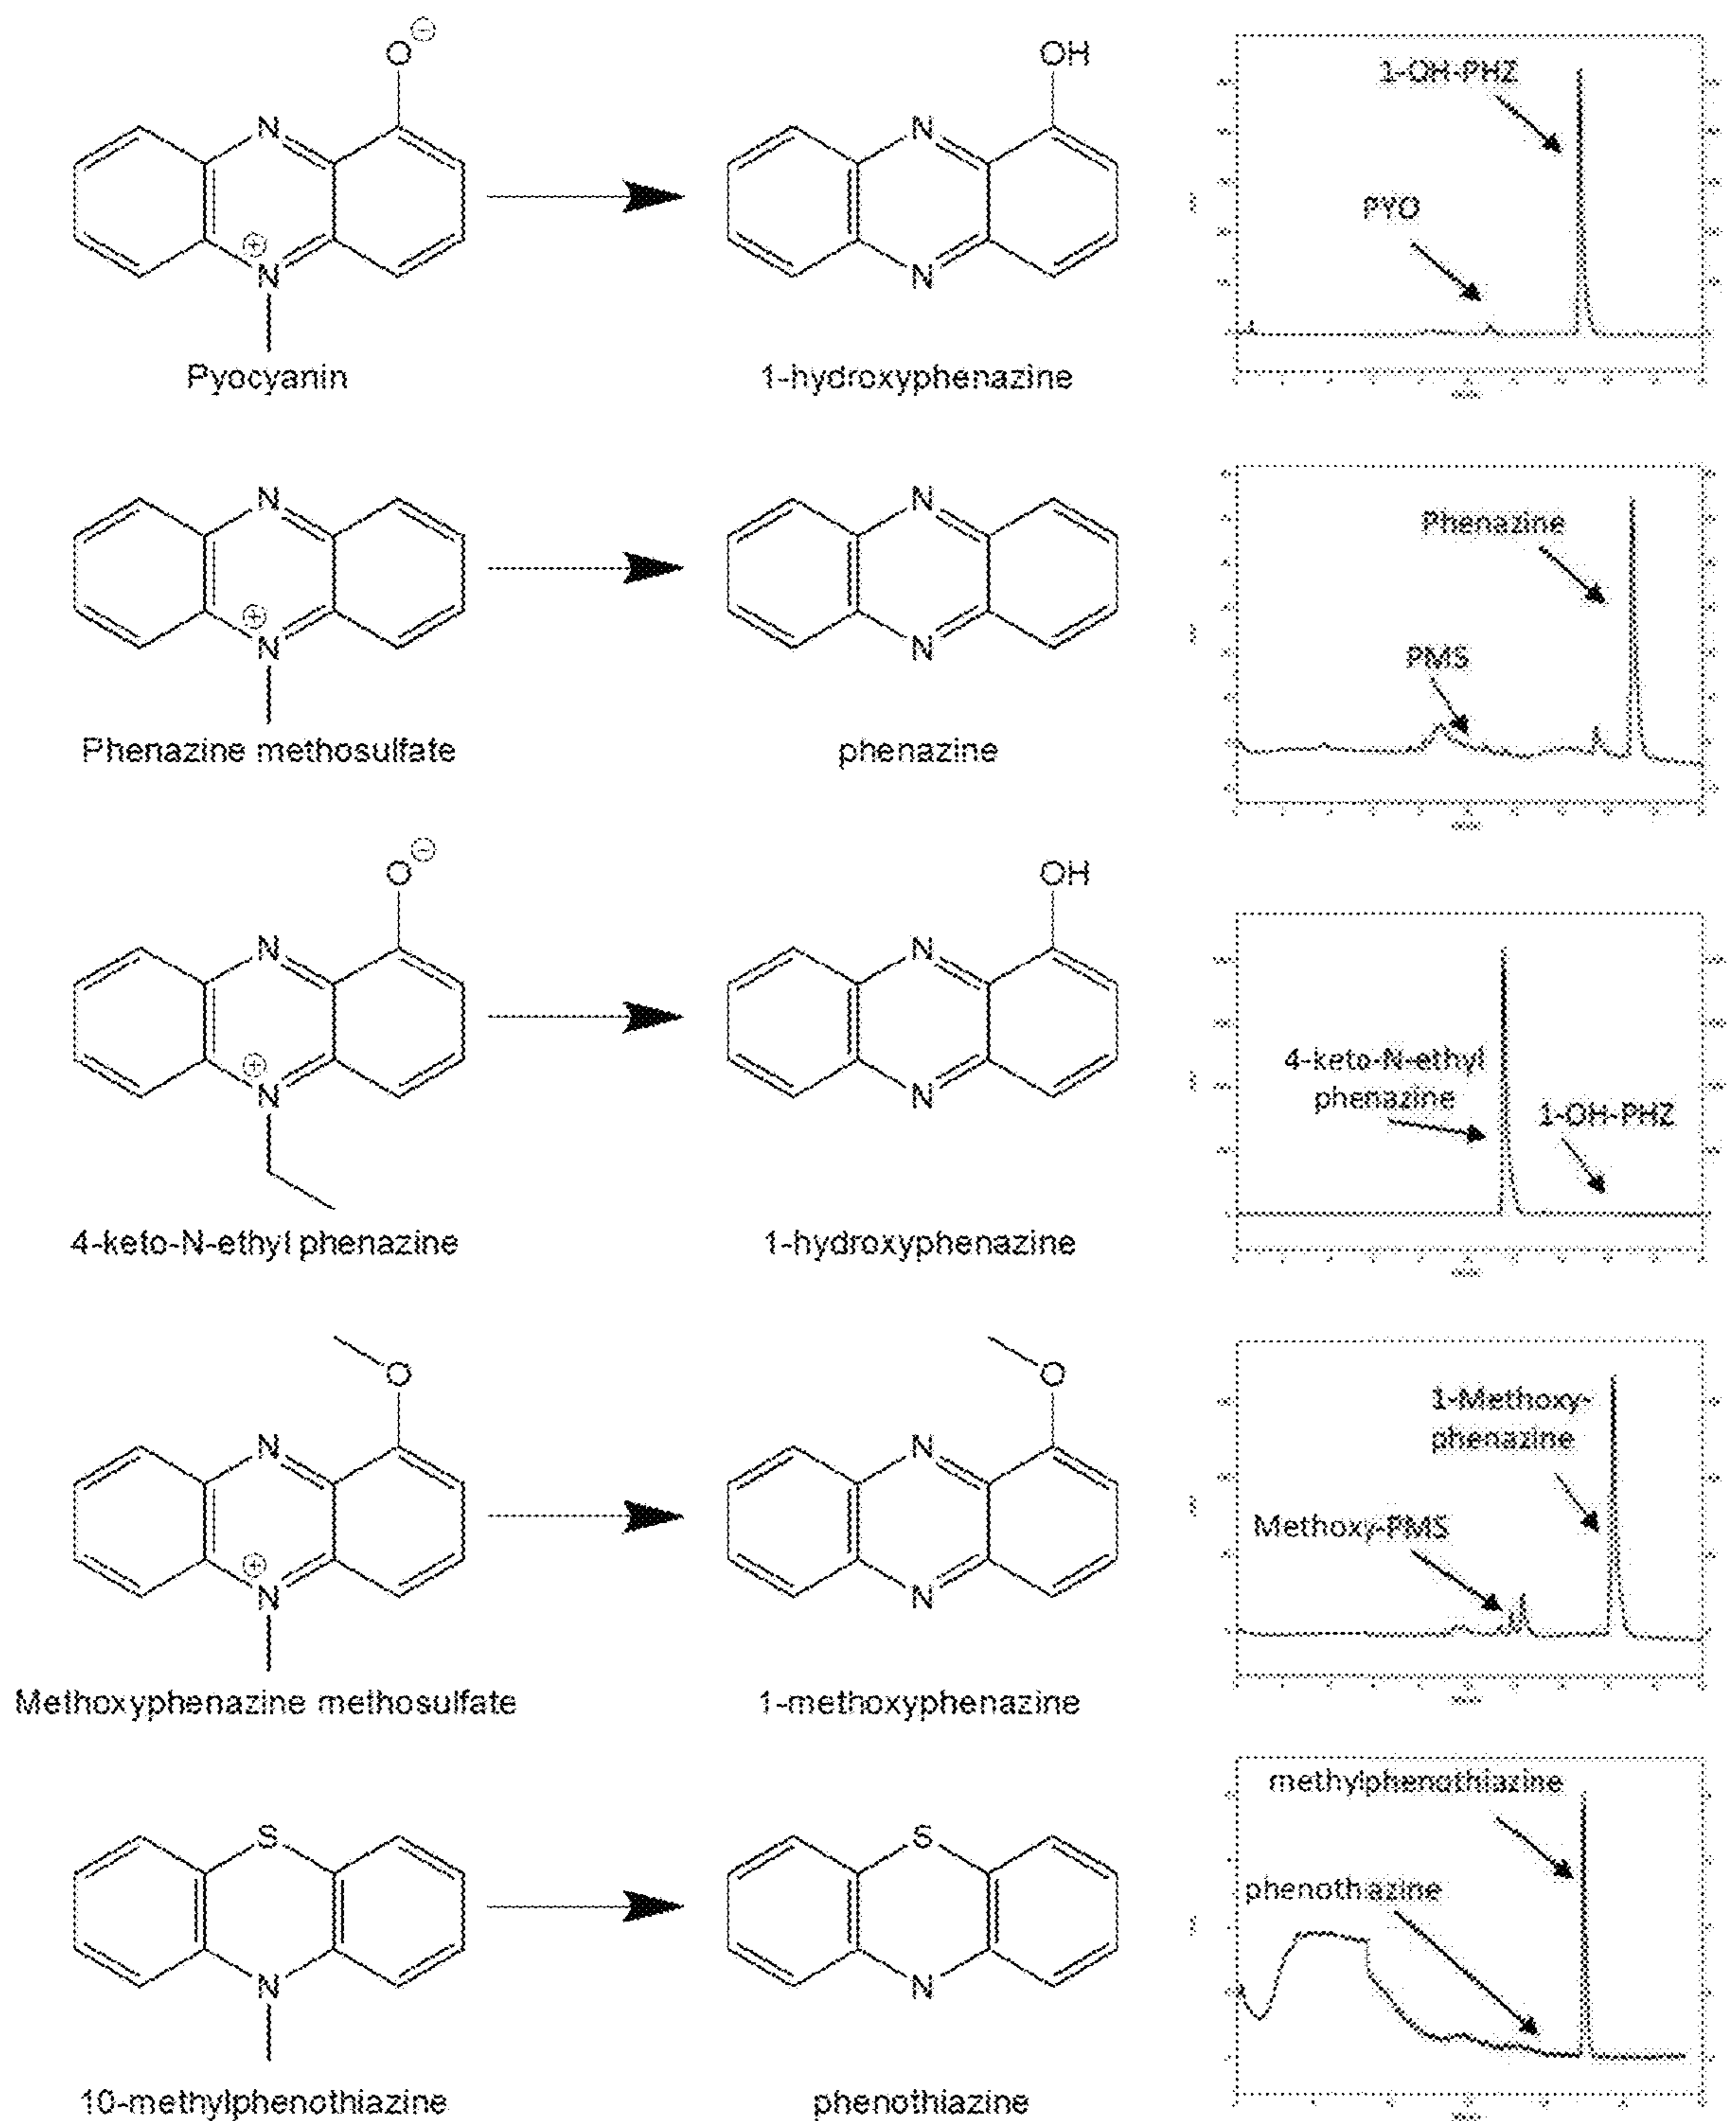 O⊖
OH
N
N
⊕
N
N
Pyocyanin
1-hydroxyphenazine
1-OH-PHZ
PYO
N
N
⊕
N
N
Phenazine methosulfate
phenazine
Phenazine
PMS
O⊖
OH
N
N
⊕
N
N
4-keto-N-ethyl phenazine
1-hydroxyphenazine
4-keto-N-ethyl
phenazine
1-OH-PHZ
O
O
N
N
⊕
N
N
Methoxyphenazine methosulfate
1-methoxyphenazine
1-Methoxy-
phenazine
Methoxy-PMS
S
S
N
N
10-methylphenothiazine
phenothiazine
methylphenothiazine
phenothiazine